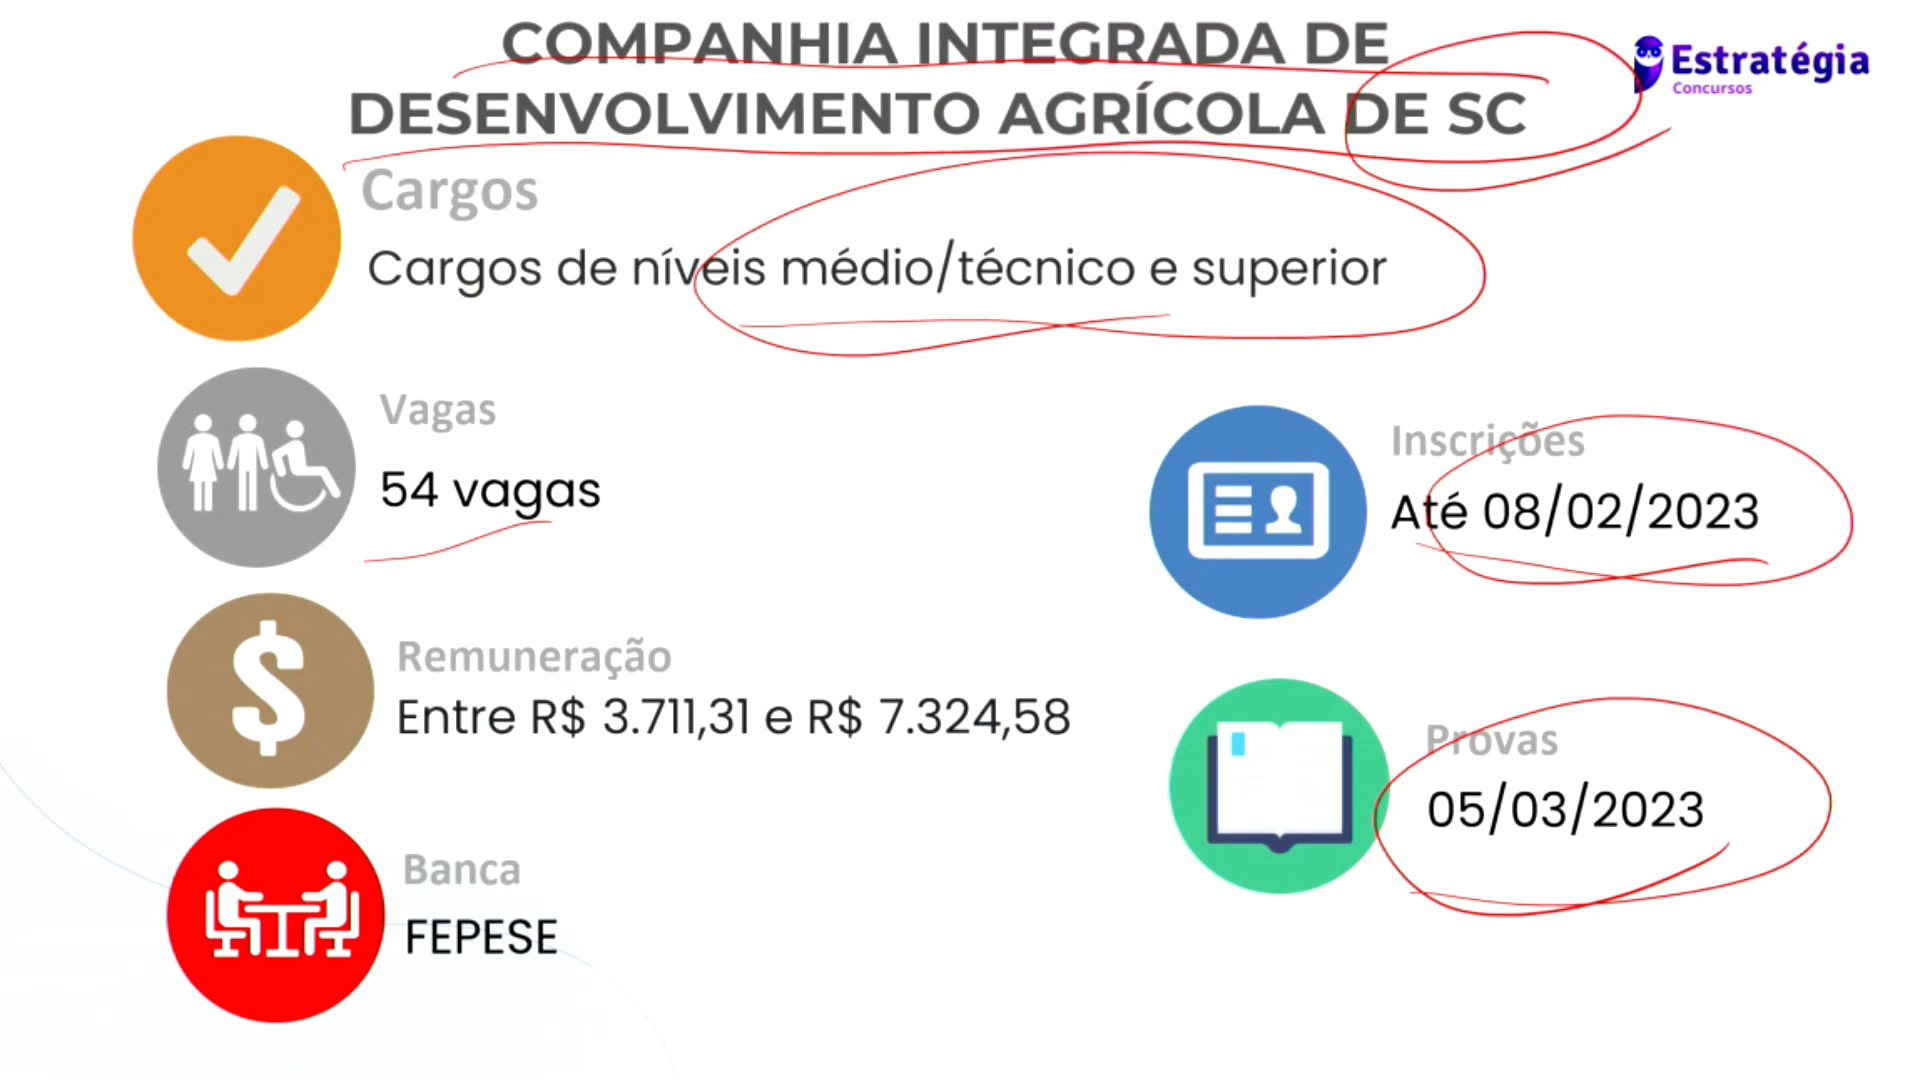 COMPANHIA INTEGRADA DE
DESENVOLVIMENTO AGRÍCOLA DE SC
Estratégia
Concursos
Cargos
Cargos de níveis médio/técnico e superior
Vagas
54 vagas
Remuneração
Entre R$ 3.711,31 e R$ 7.324,58
Banca
FEPESE
Inscrições
Até 08/02/2023
Provas
05/03/2023